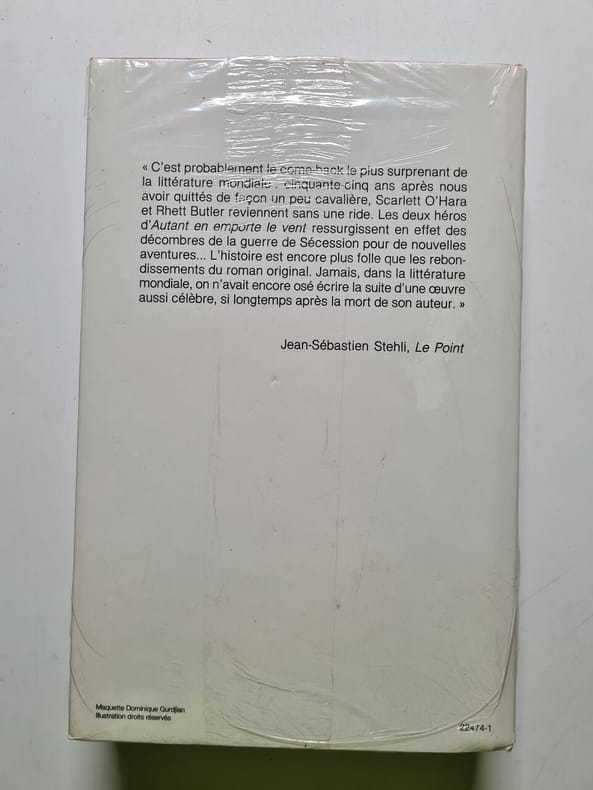 « C'est probablement le come-back le plus surprenant de
la littérature mondiale : cinquante-cinq ans après nous
avoir quittés de façon un peu cavalière, Scarlett O'Hara
et Rhett Butler reviennent sans une ride. Les deux héros
d'Autant en emporte le vent ressurgissent en effet des
décombres de la guerre de Sécession pour de nouvelles
aventures... L'histoire est encore plus folle que les rebon-
dissements du roman original. Jamais, dans la littérature
mondiale, on n'avait encore osé écrire la suite d'une œuvre
aussi célèbre, si longtemps après la mort de son auteur. »
Jean-Sébastien Stehli, Le Point
Maquette Dominique Gurdjian
Illustration droits réservés
22474-1